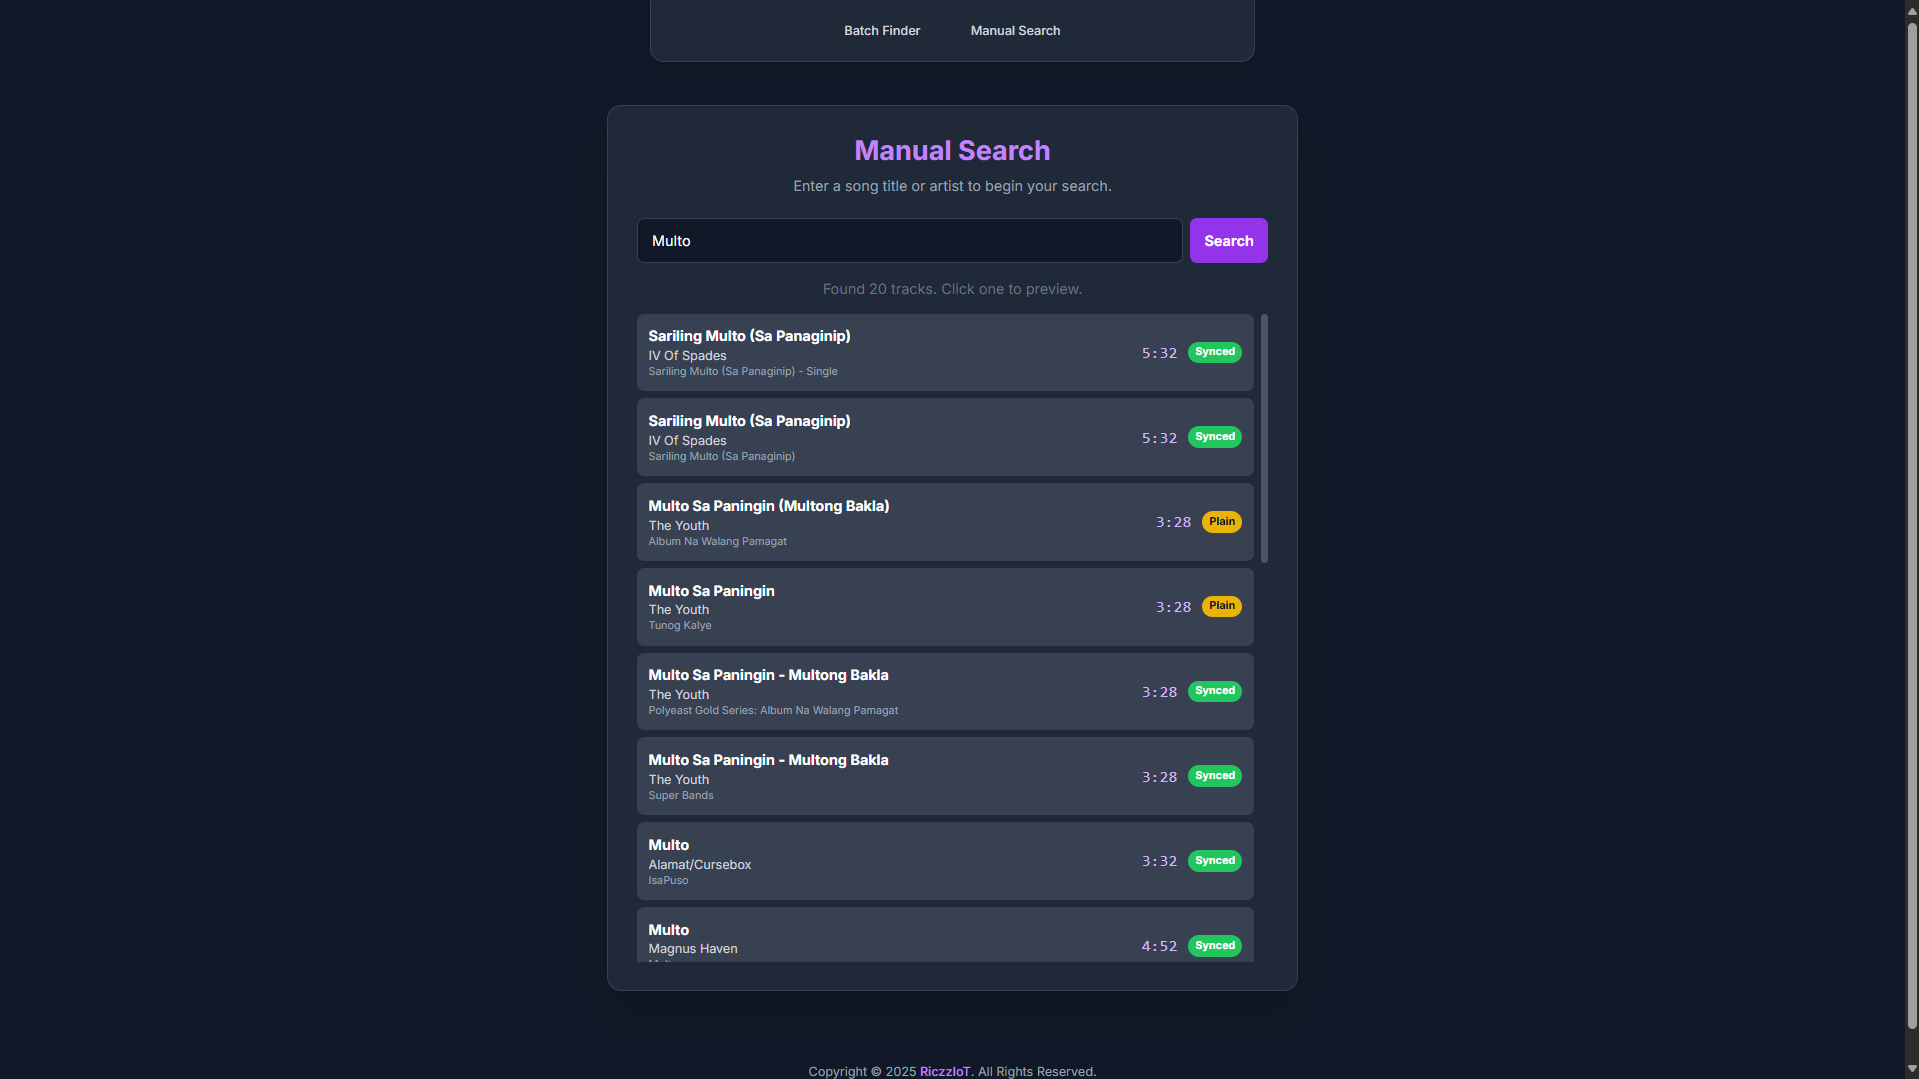 Batch Finder
Manual Search
Manual Search
Enter a song title or artist to begin your search.
Multo
Search
Found 20 tracks. Click one to preview.
Sariling Multo (Sa Panaginip)
IV Of Spades
Sariling Multo (Sa Panaginip) - Single
5:32
Synced
Sariling Multo (Sa Panaginip)
IV Of Spades
Sariling Multo (Sa Panaginip)
5:32
Synced
Multo Sa Paningin (Multong Bakla)
The Youth
Album Na Walang Pamagat
3:28
Plain
Multo Sa Paningin
The Youth
Tunog Kalye
3:28
Plain
Multo Sa Paningin - Multong Bakla
The Youth
Polyeast Gold Series: Album Na Walang Pamagat
3:28
Synced
Multo Sa Paningin - Multong Bakla
The Youth
Super Bands
3:28
Synced
Multo
Alamat/Cursebox
IsaPuso
3:32
Synced
Multo
Magnus Haven
4:52
Synced
Copyright © 2025 RiczzIoT. All Rights Reserved.